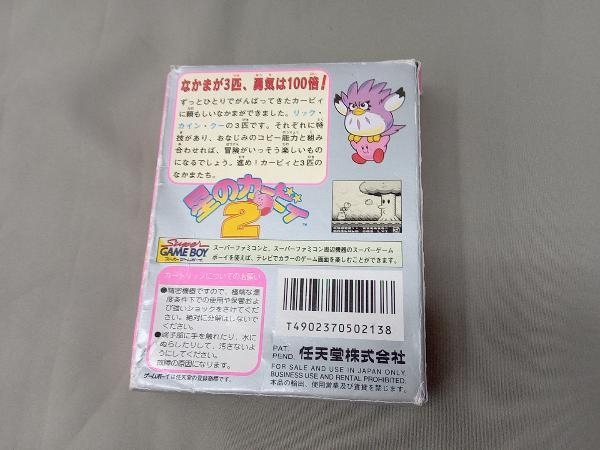 なかまが3匹、勇気は100倍!
ずっとひとりでがんばってきたカービィ
に頼もしいなかまができました。リック・
カイン・クーの3匹です。それぞれに特
技があり、おなじみのコピー能力と組み
合わせれば、冒険がいっそう楽しいもの
になるでしょう。進め!カービィと3匹の
なかまたち。
星のカービィ
2
TM
Super
GAME BOY
スーパーゲームボーイ
スーパーファミコンと、スーパーファミコン周辺機器のスーパーゲーム
ボーイを使えば、テレビでカラーのゲーム画面を楽しむことができます。
カートリッジについてのお願い
●精密機器ですので、極端な温
度条件下での使用や保管およ
び強いショックをさけてくだ
さい。絶対に分解はしないで
ください。
●端子部に手を触れたり、水に
ぬらしたりして、汚さないよ
うにしてください。
故障の原因になります。
ゲームボーイは任天堂の登録商標です。
T4902370502138
PAT.
PEND.
任天堂株式会社
FOR SALE AND USE IN JAPAN ONLY
BUSINESS USE AND RENTAL PROHIBITED.
本品の輸出、使用営業及び賃貸を禁じます。